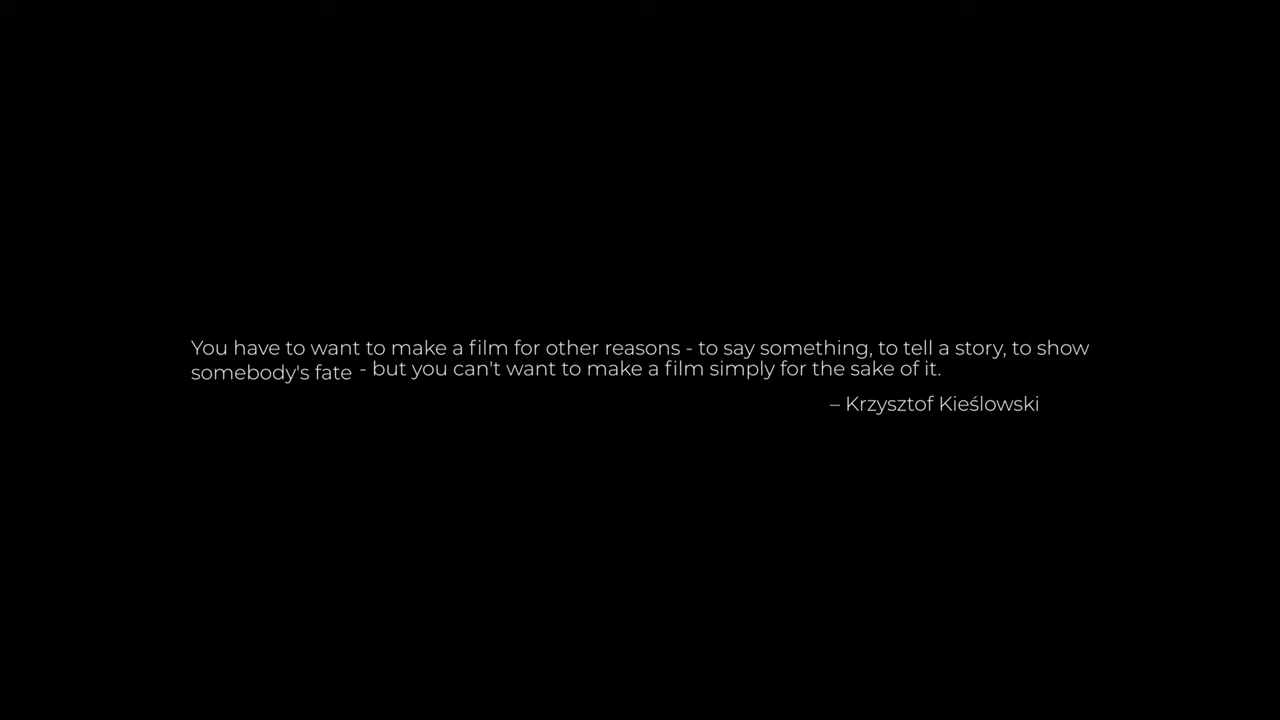 You have to want to make a film for other reasons - to say something, to tell a story, to show
somebody's fate - but you can't want to make a film simply for the sake of it.
– Krzysztof Kieślowski